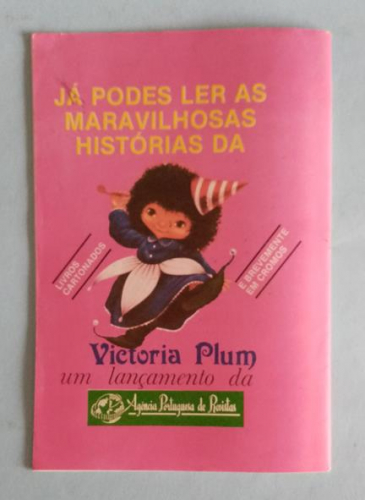 JÁ PODES LER AS
MARAVILHOSAS
HISTÓRIAS DA
LIVROS
CARTONADOS
E BREVEMENTE
EM CROMOS
Victoria Plum
um lançamento da
Agência Portuguesa de Revistas